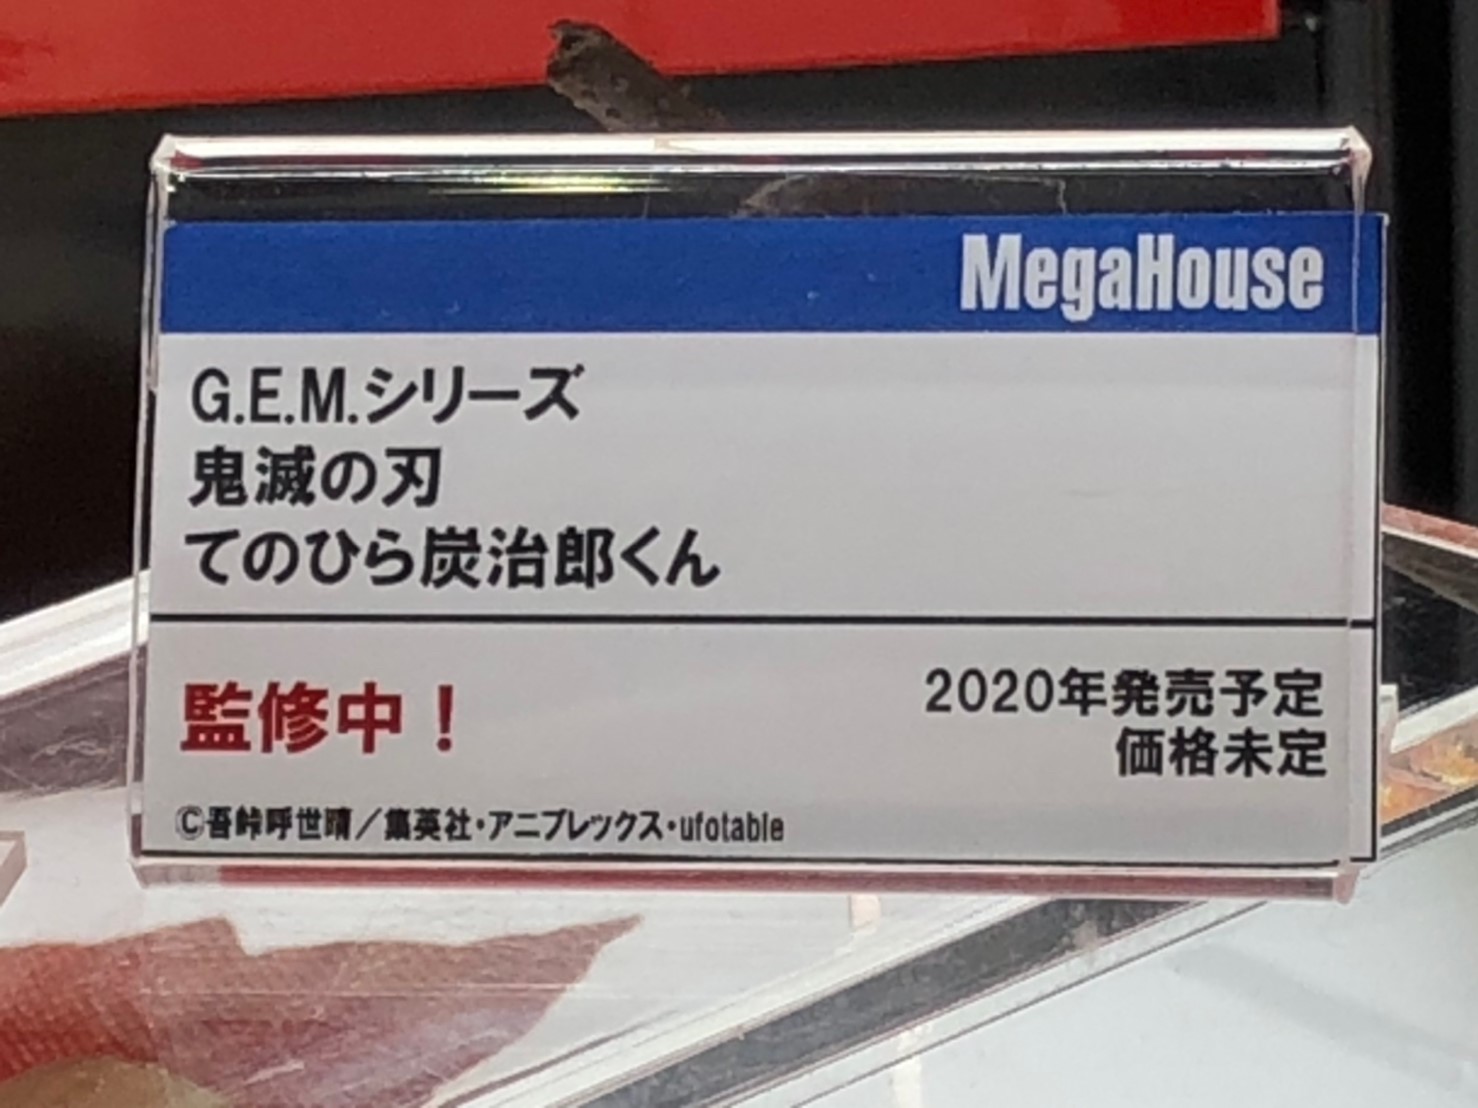 MegaHouse
G.E.M.シリーズ
鬼滅の刃
てのひら炭治郎くん
監修中！
2020年発売予定
価格未定
©吾峠呼世晴／集英社・アニプレックス・ufotable